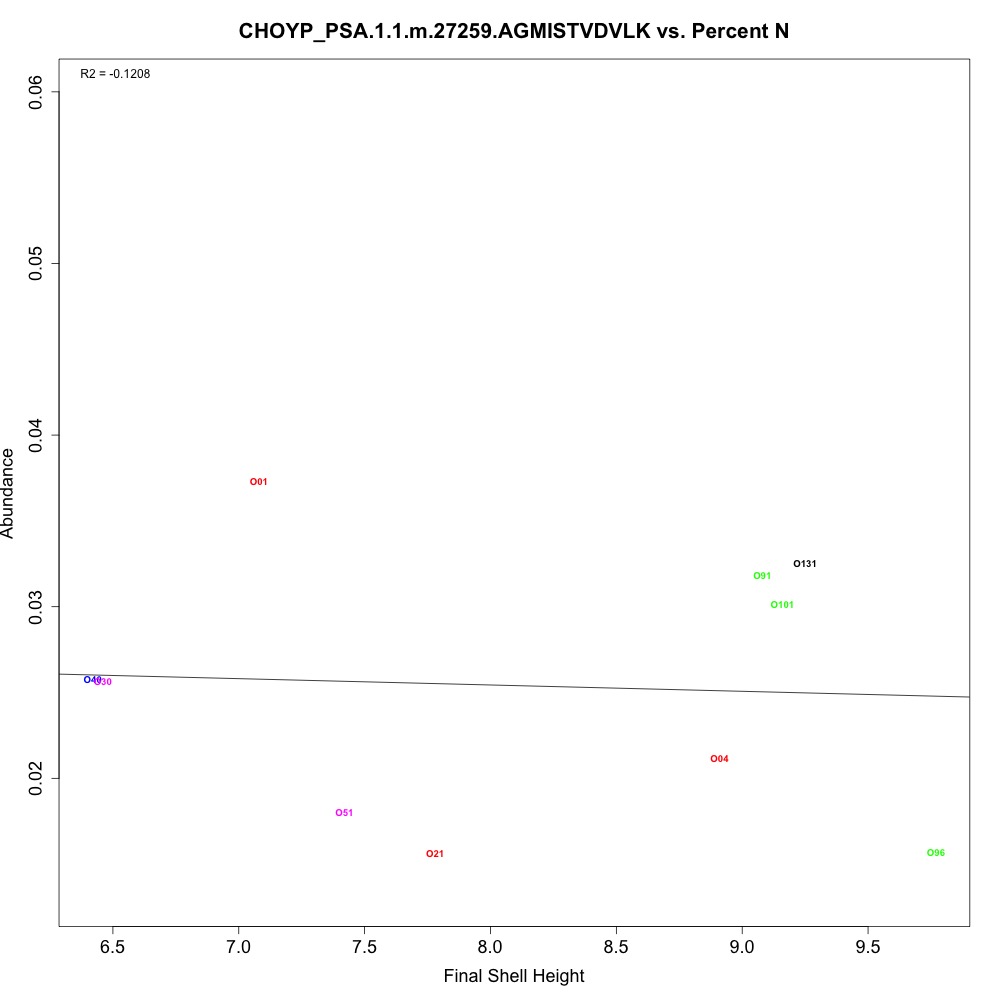 CHOYP_PSA.1.1.m.27259.AGMISTVDVLK vs. Percent N
R2 = -0.1208
0.06
0.05
0.04
0.03
0.02
Abundance
O01
O131
O91
O101
O40
O30
O04
O51
O21
O96
6.5 7.0 7.5 8.0 8.5 9.0 9.5
Final Shell Height